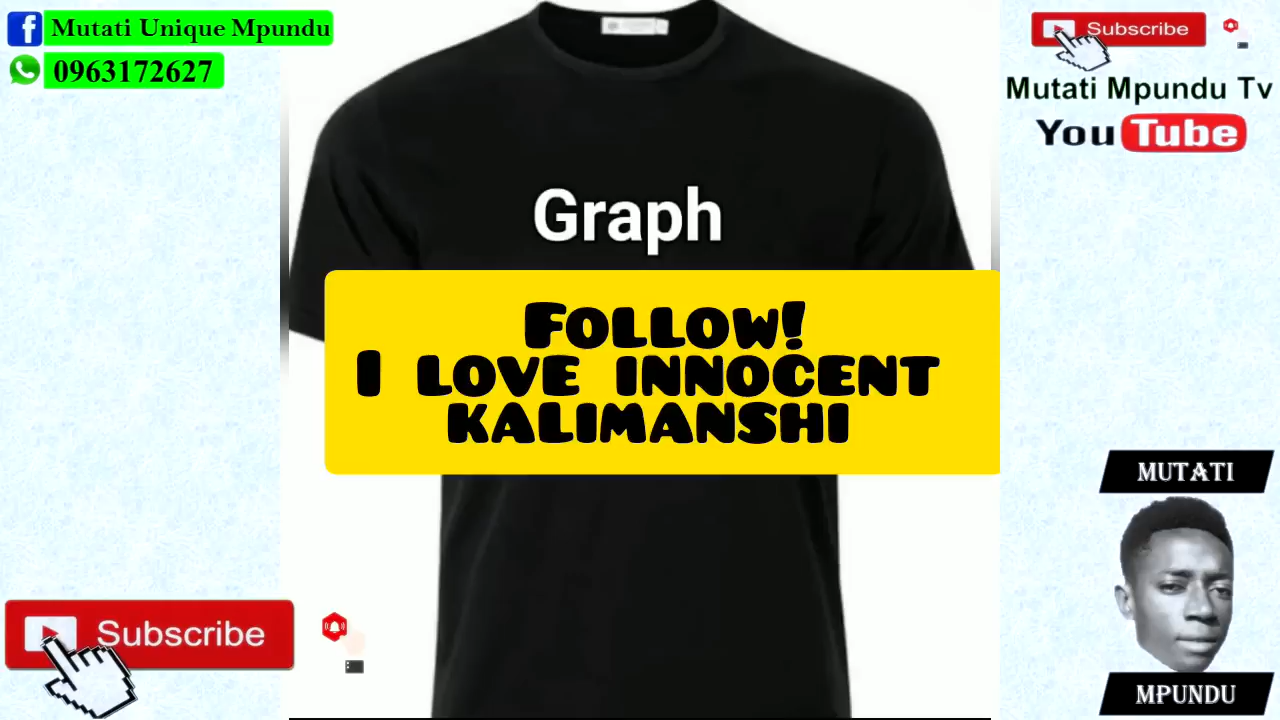 Mutati Unique Mpundu
0963172627
Subscribe
Mutati Mpundu Tv
YouTube
Graph
FOLLOW!
I LOVE INNOCENT
KALIMANSHI
MUTATI
MPUNDU
Subscribe